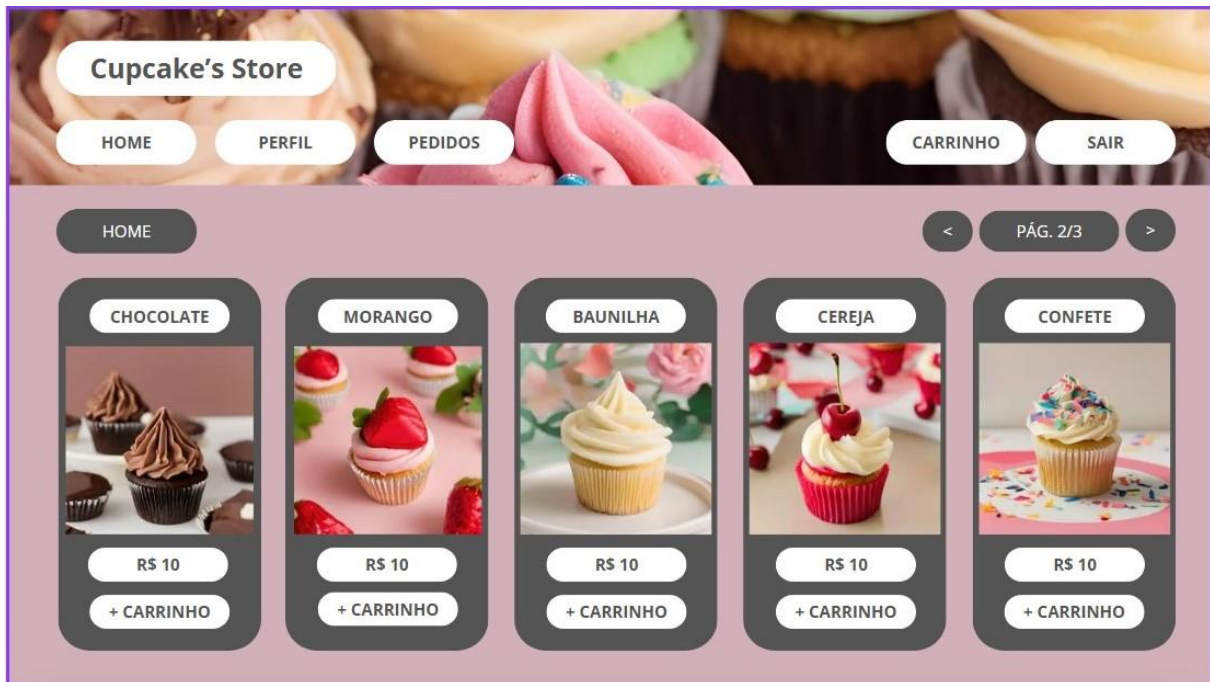 Cupcake's Store
HOME PERFIL PEDIDOS CARRINHO SAIR
HOME < PÁG. 2/3 >
CHOCOLATE MORANGO BAUNILHA CEREJA CONFETE
R$ 10 R$ 10 R$ 10 R$ 10 R$ 10
+ CARRINHO + CARRINHO + CARRINHO + CARRINHO + CARRINHO